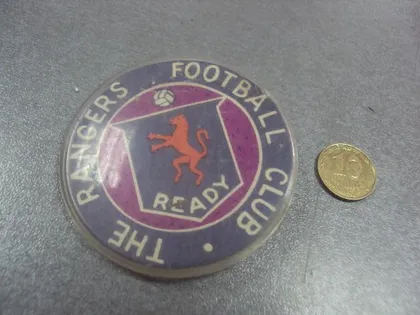 THE RANGERS FOOTBALL CLUB
READY
10